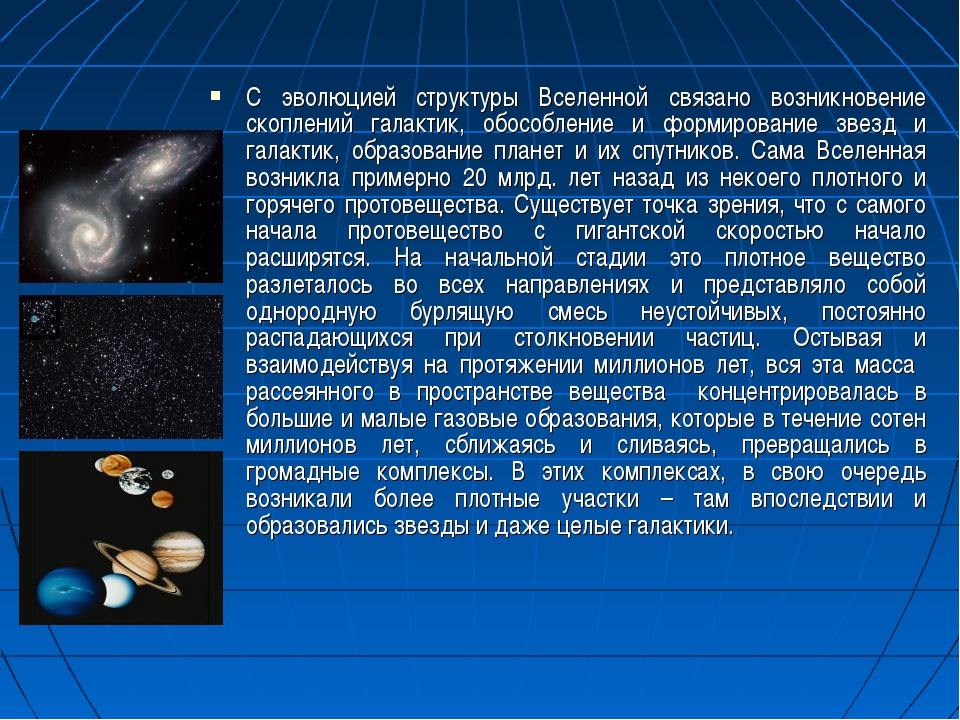 С эволюцией структуры Вселенной связано возникновение
скоплений галактик, обособление и формирование звезд и
галактик, образование планет и их спутников. Сама Вселенная
возникла примерно 20 млрд. лет назад из некоего плотного и
горячего протовещества. Существует точка зрения, что с самого
начала протовещество с гигантской скоростью начало
расширятся. На начальной стадии это плотное вещество
разлеталось во всех направлениях и представляло собой
однородную бурлящую смесь неустойчивых, постоянно
распадающихся при столкновении частиц. Остывая и
взаимодействуя на протяжении миллионов лет, вся эта масса
рассеянного в пространстве вещества концентрировалась в
большие и малые газовые образования, которые в течение сотен
миллионов лет, сближаясь и сливаясь, превращались в
громадные комплексы. В этих комплексах, в свою очередь
возникали более плотные участки – там впоследствии и
образовались звезды и даже целые галактики.